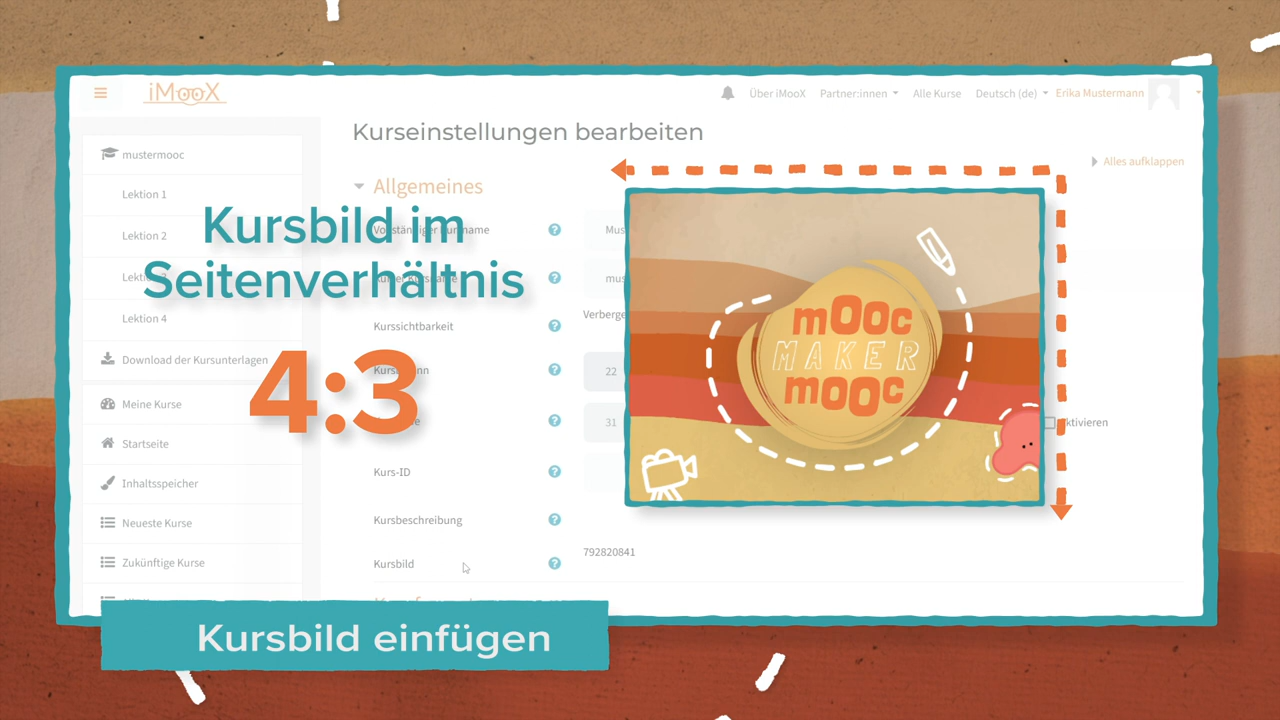 iMooX
Über iMooX
Partner:innen
Alle Kurse
Deutsch (de)
Erika Mustermann
Kurseinstellungen bearbeiten
Alles aufklappen
mustermooc
Lektion 1
Lektion 2
Lektion 4
Download der Kursunterlagen
Meine Kurse
Startseite
Inhaltsspeicher
Neueste Kurse
Zukünftige Kurse
Allgemeines
Kursbild im
Seitenverhältnis
4:3
Kurssichtbarkeit
Verberge
22
31
Kurs-ID
Kursbeschreibung
792820841
Kursbild
mOOc
MAKER
mooc
Kursbild einfügen